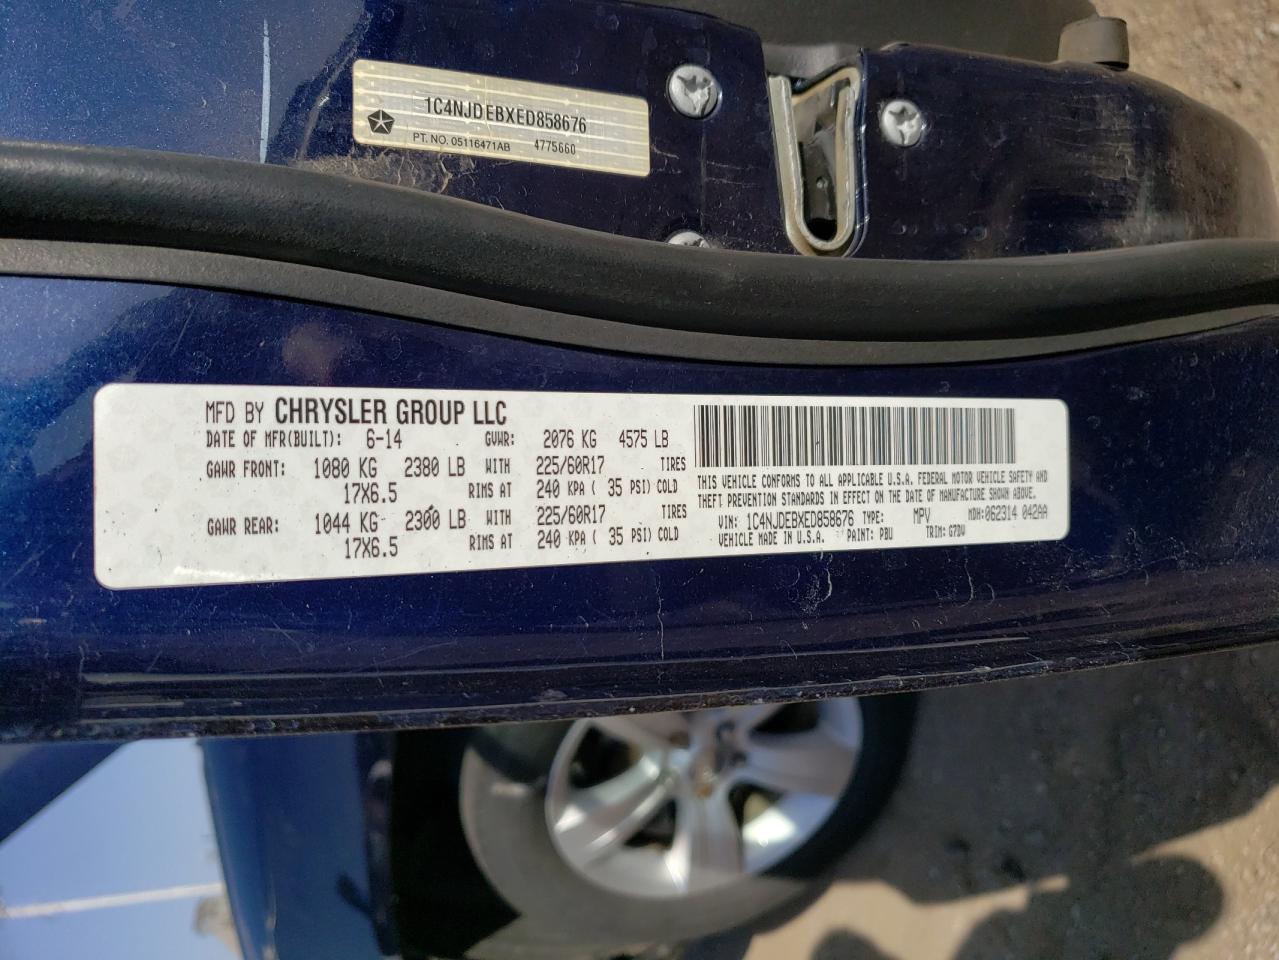 1C4NJDEBXED858676
PT. NO. 05116471AB 4775660
MFD BY CHRYSLER GROUP LLC
DATE OF MFR(BUILT): 6-14 GVWR: 2076 KG 4575 LB
GAWR FRONT: 1080 KG 2380 LB WITH 225/60R17 TIRES
17X6.5 RIMS AT 240 KPA ( 35 PSI) COLD
GAWR REAR: 1044 KG 2300 LB WITH 225/60R17 TIRES
17X6.5 RIMS AT 240 KPA ( 35 PSI) COLD
THIS VEHICLE CONFORMS TO ALL APPLICABLE U.S.A. FEDERAL MOTOR VEHICLE SAFETY AND
THEFT PREVENTION STANDARDS IN EFFECT ON THE DATE OF MANUFACTURE SHOWN ABOVE.
VIN: 1C4NJDEBXED858676 TYPE: MPV MDH: 062314 042AA
VEHICLE MADE IN U.S.A. PAINT: PBU TRIM: G7DW